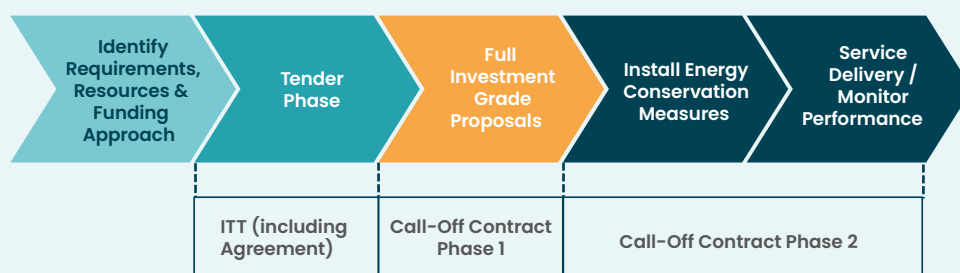 Identify
Requirements,
Resources &
Funding
Approach
Tender
Phase
Full
Investment
Grade
Proposals
Install Energy
Conservation
Measures
Service
Delivery /
Monitor
Performance
ITT (including
Agreement)
Call-Off Contract
Phase 1
Call-Off Contract Phase 2